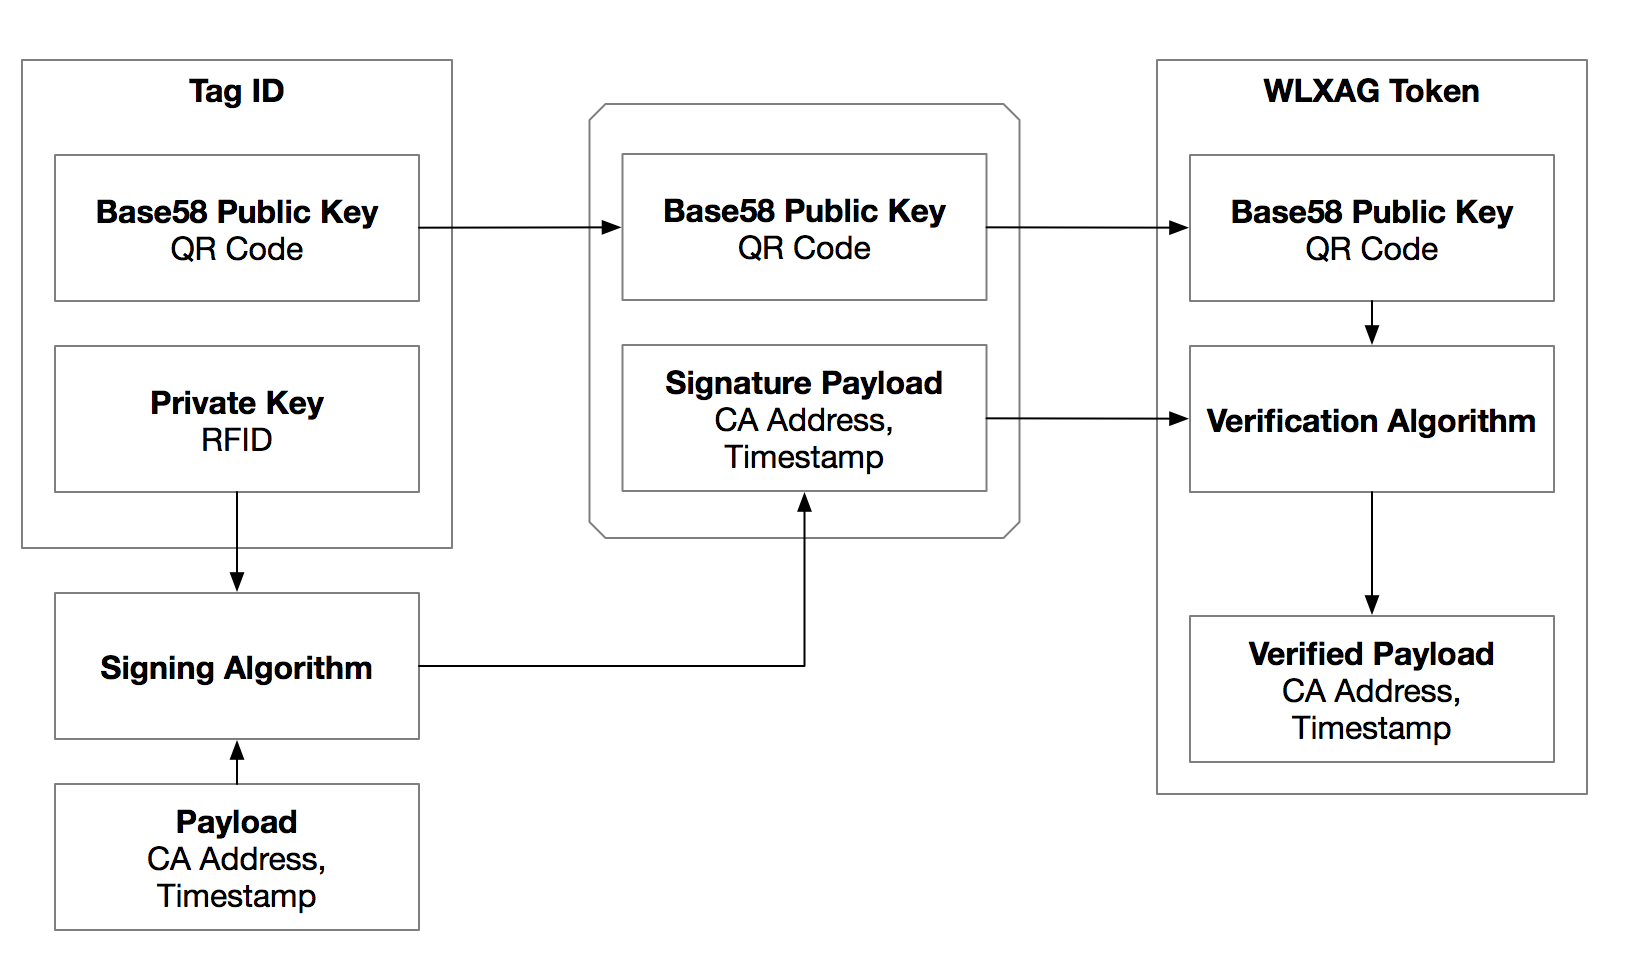 Tag ID
Base58 Public Key
QR Code
Private Key
RFID
Signing Algorithm
Payload
CA Address,
Timestamp
Base58 Public Key
QR Code
Signature Payload
CA Address,
Timestamp
WLXAG Token
Base58 Public Key
QR Code
Verification Algorithm
Verified Payload
CA Address,
Timestamp